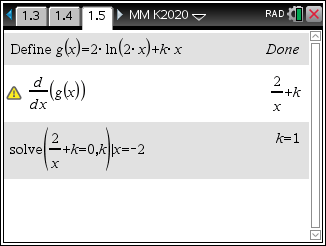 1.3 1.4 1.5 MM K2020 RAD
Define g(x)=2·ln(2·x)+k·x Done
d/dx(g(x)) 2/x+k
solve(2/x+k=0,k)|x=-2 k=1